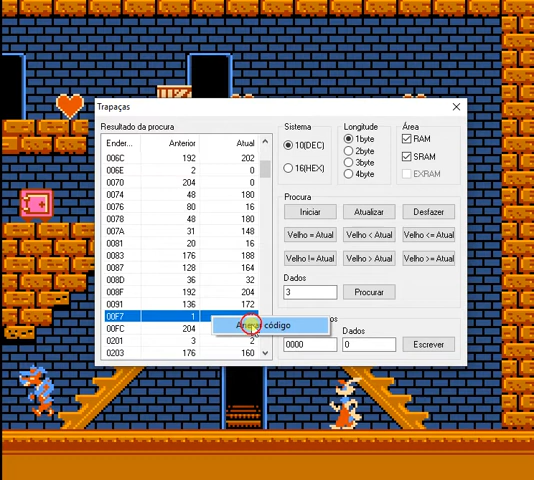 Trapaças
Resultado da procura
Ender... Anterior Atual
006C 192 202
006E 2 0
0070 204 0
0074 48 180
0076 80 16
0078 48 180
007A 31 148
0081 20 16
0083 176 188
0087 128 164
008D 36 32
008F 192 204
0091 136 172
00F7 1
00FC 204
0201 3 2
0203 176 160
código
Sistema
10(DEC)
16(HEX)
Longitude
1byte
2byte
3byte
4byte
Área
RAM
SRAM
EXRAM
Procura
Iniciar Atualizar Desfazer
Velho = Atual Velho < Atual Velho <= Atual
Velho != Atual Velho > Atual Velho >= Atual
Dados
3 Procurar
Dados
0000 0 Escrever